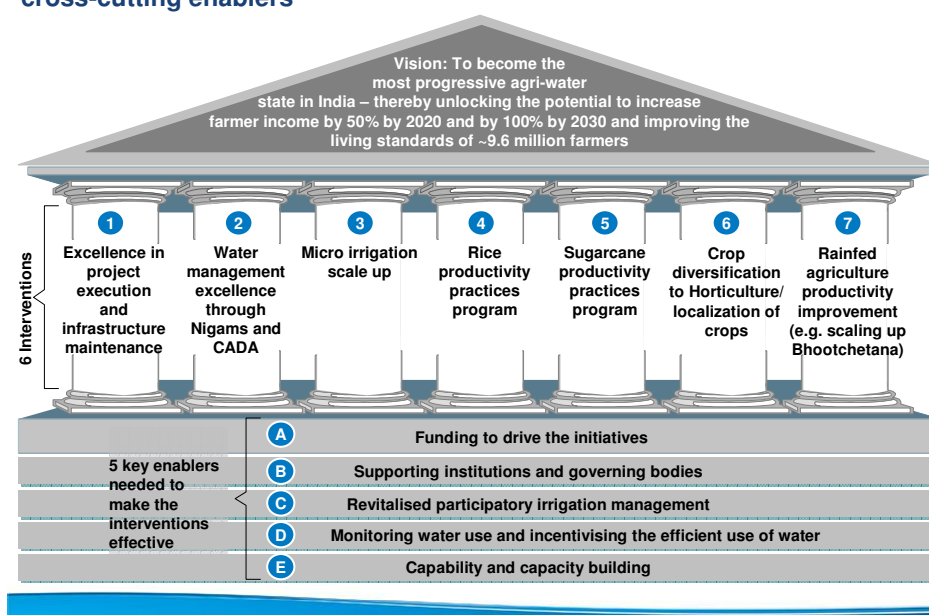 cross-cutting enablers
Vision: To become the
most progressive agri-water
state in India – thereby unlocking the potential to increase
farmer income by 50% by 2020 and by 100% by 2030 and improving the
living standards of ~9.6 million farmers
6 Interventions
1
Excellence in
project
execution
and
infrastructure
maintenance
2
Water
management
excellence
through
Nigams and
CADA
3
Micro irrigation
scale up
4
Rice
productivity
practices
program
5
Sugarcane
productivity
practices
program
6
Crop
diversification
to Horticulture/
localization of
crops
7
Rainfed
agriculture
productivity
improvement
(e.g. scaling up
Bhootchetana)
5 key enablers
needed to
make the
interventions
effective
A Funding to drive the initiatives
B Supporting institutions and governing bodies
C Revitalised participatory irrigation management
D Monitoring water use and incentivising the efficient use of water
E Capability and capacity building